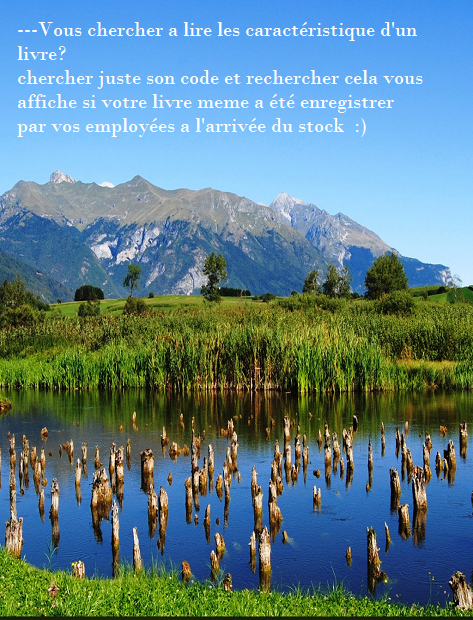 ---Vous chercher a lire les caractéristique d'un
livre?
chercher juste son code et rechercher cela vous
affiche si votre livre meme a été enregistrer
par vos employées a l'arrivée du stock  :)